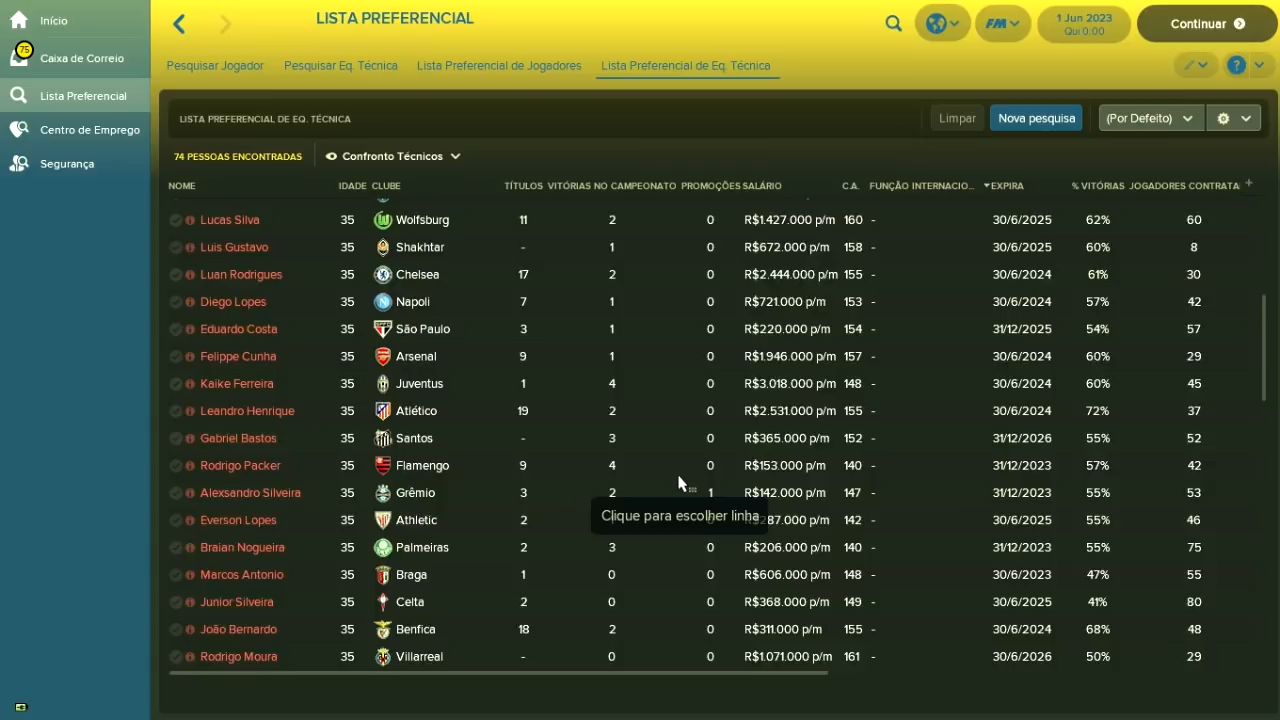 Início
75
Caixa de Correio
Lista Preferencial
Centro de Emprego
Segurança
LISTA PREFERENCIAL
FM
1 Jun 2023
Qui 0:00
Continuar
Pesquisar Jogador Pesquisar Eq. Técnica Lista Preferencial de Jogadores Lista Preferencial de Eq. Técnica
?
LISTA PREFERENCIAL DE EQ. TÉCNICA
Limpar Nova pesquisa (Por Defeito)
74 PESSOAS ENCONTRADAS Confronto Técnicos
NOME IDADE CLUBE TÍTULOS VITÓRIAS NO CAMPEONATO PROMOÇÕES SALÁRIO C.A. FUNÇÃO INTERNACIO... EXPIRA % VITÓRIAS JOGADORES CONTRATA +
Lucas Silva 35 Wolfsburg 11 2 0 R$1.427.000 p/m 160 - 30/6/2025 62% 60
Luis Gustavo 35 Shakhtar - 1 0 R$672.000 p/m 158 - 30/6/2025 60% 8
Luan Rodrigues 35 Chelsea 17 2 0 R$2.444.000 p/m 155 - 30/6/2024 61% 30
Diego Lopes 35 Napoli 7 1 0 R$721.000 p/m 153 - 30/6/2024 57% 42
Eduardo Costa 35 São Paulo 3 1 0 R$220.000 p/m 154 - 31/12/2025 54% 57
Felippe Cunha 35 Arsenal 9 1 0 R$1.946.000 p/m 157 - 30/6/2024 60% 29
Kaike Ferreira 35 Juventus 1 4 0 R$3.018.000 p/m 148 - 30/6/2024 60% 45
Leandro Henrique 35 Atlético 19 2 0 R$2.531.000 p/m 155 - 30/6/2024 72% 37
Gabriel Bastos 35 Santos - 3 0 R$365.000 p/m 152 - 31/12/2026 55% 52
Rodrigo Packer 35 Flamengo 9 4 0 R$153.000 p/m 140 - 31/12/2023 57% 42
Alexsandro Silveira 35 Grêmio 3 2 1 R$142.000 p/m 147 - 31/12/2023 55% 53
Everson Lopes 35 Athletic 2 287.000 p/m 142 - 30/6/2023 55% 46
Clique para escolher linha
Braian Nogueira 35 Palmeiras 2 3 0 R$206.000 p/m 140 - 31/12/2023 55% 75
Marcos Antonio 35 Braga 1 0 0 R$606.000 p/m 148 - 30/6/2023 47% 55
Junior Silveira 35 Celta 2 0 0 R$368.000 p/m 149 - 30/6/2025 41% 80
João Bernardo 35 Benfica 18 2 0 R$311.000 p/m 155 - 30/6/2024 68% 48
Rodrigo Moura 35 Villarreal - 0 0 R$1.071.000 p/m 161 - 30/6/2026 50% 29